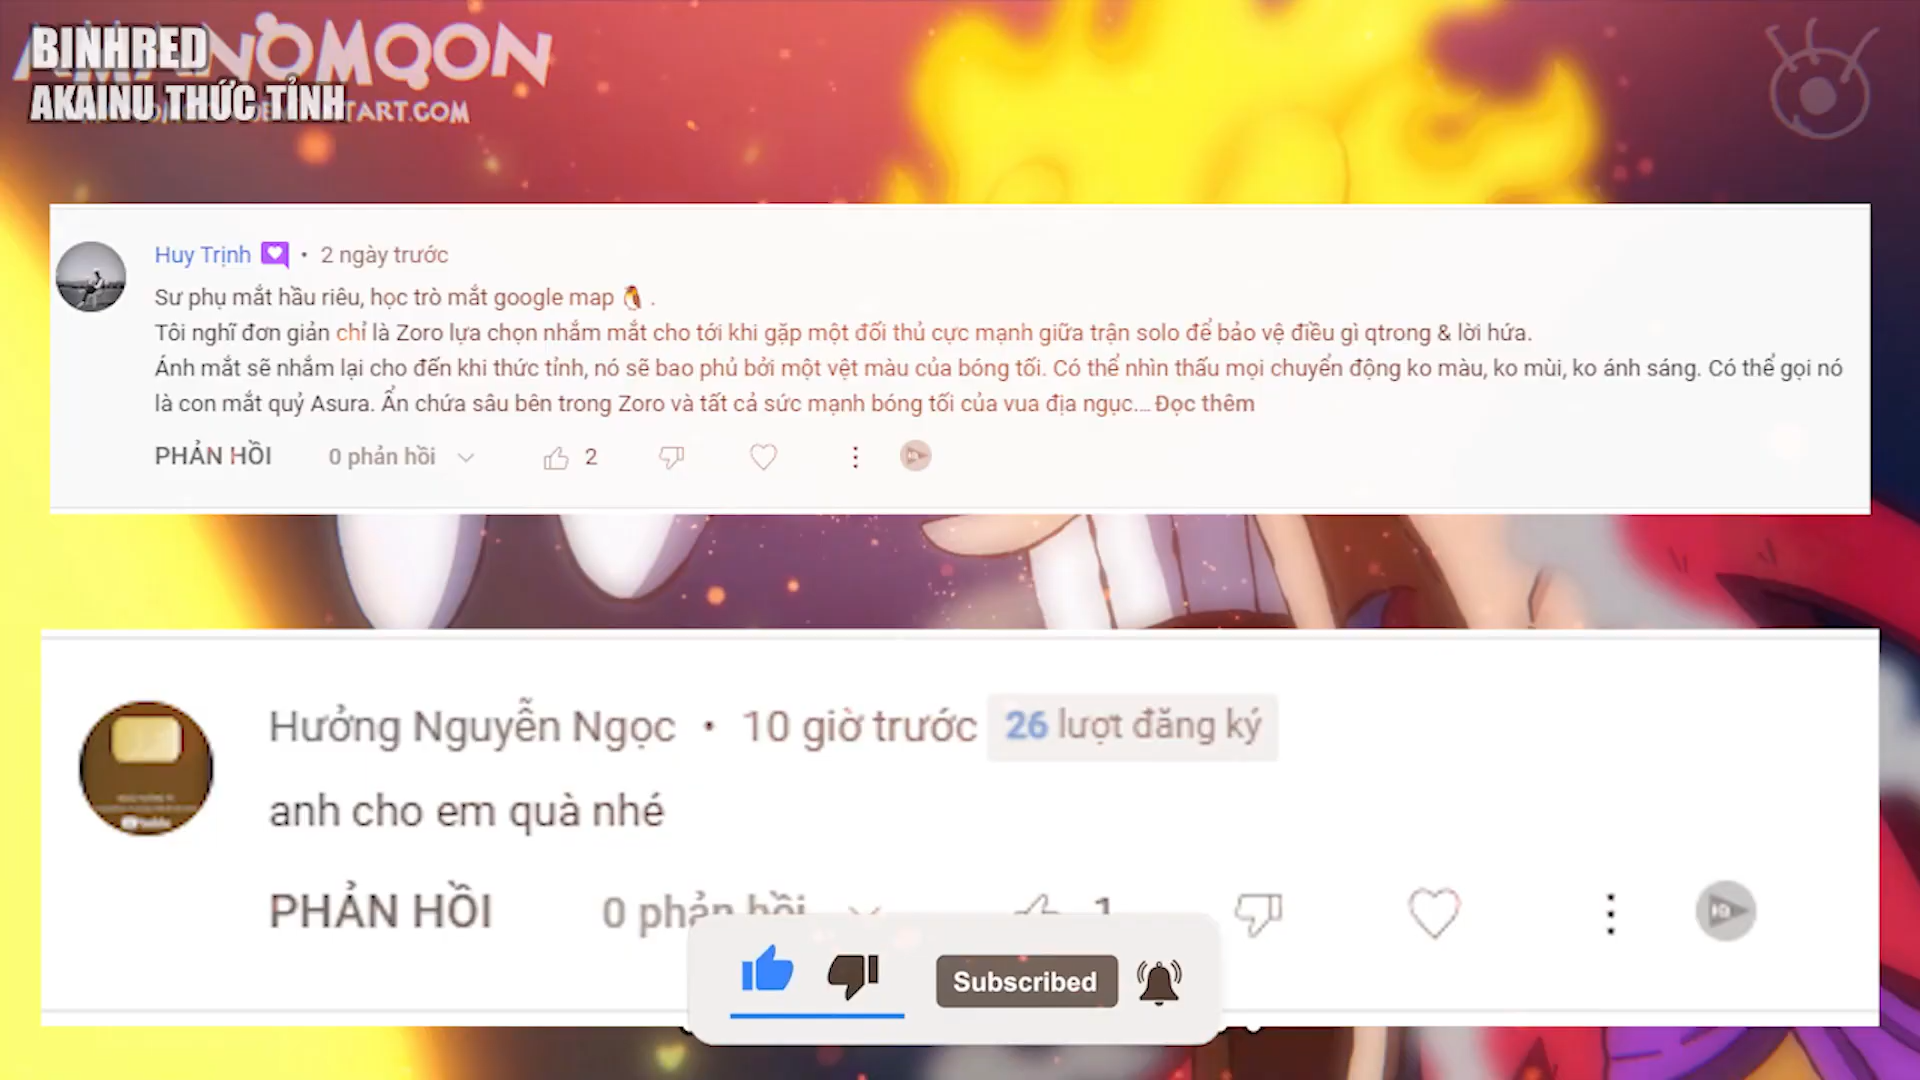 BINHRED
AMANOMOON
AKAINU THỨC TỈNH
ART.COM
Huy Trịnh • 2 ngày trước
Sư phụ mắt hầu riêu, học trò mắt google map 🐧 .
Tôi nghĩ đơn giản chỉ là Zoro lựa chọn nhắm mắt cho tới khi gặp một đối thủ cực mạnh giữa trận solo để bảo vệ điều gì qtrong & lời hứa.
Ánh mắt sẽ nhắm lại cho đến khi thức tỉnh, nó sẽ bao phủ bởi một vệt màu của bóng tối. Có thể nhìn thấu mọi chuyển động ko màu, ko mùi, ko ánh sáng. Có thể gọi nó
là con mắt quỷ Asura. Ẩn chứa sâu bên trong Zoro và tất cả sức mạnh bóng tối của vua địa ngục... Đọc thêm
PHẢN HỒI 0 phản hồi 2
Hưởng Nguyễn Ngọc • 10 giờ trước 26 lượt đăng ký
anh cho em quà nhé
PHẢN HỒI 0 phản hồi 1
Subscribed